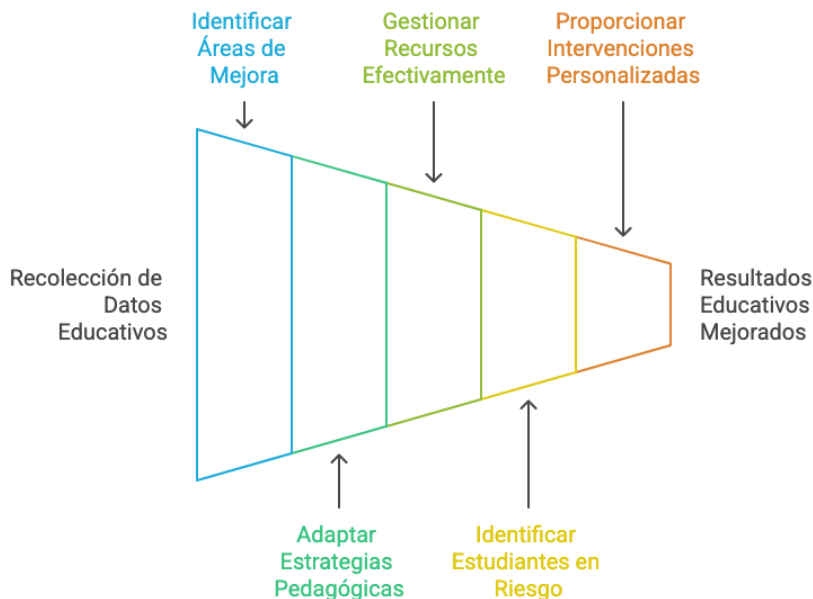 Identificar
Áreas de
Mejora
Gestionar
Recursos
Efectivamente
Proporcionar
Intervenciones
Personalizadas
Recolección de
Datos
Educativos
Resultados
Educativos
Mejorados
Adaptar
Estrategias
Pedagógicas
Identificar
Estudiantes en
Riesgo